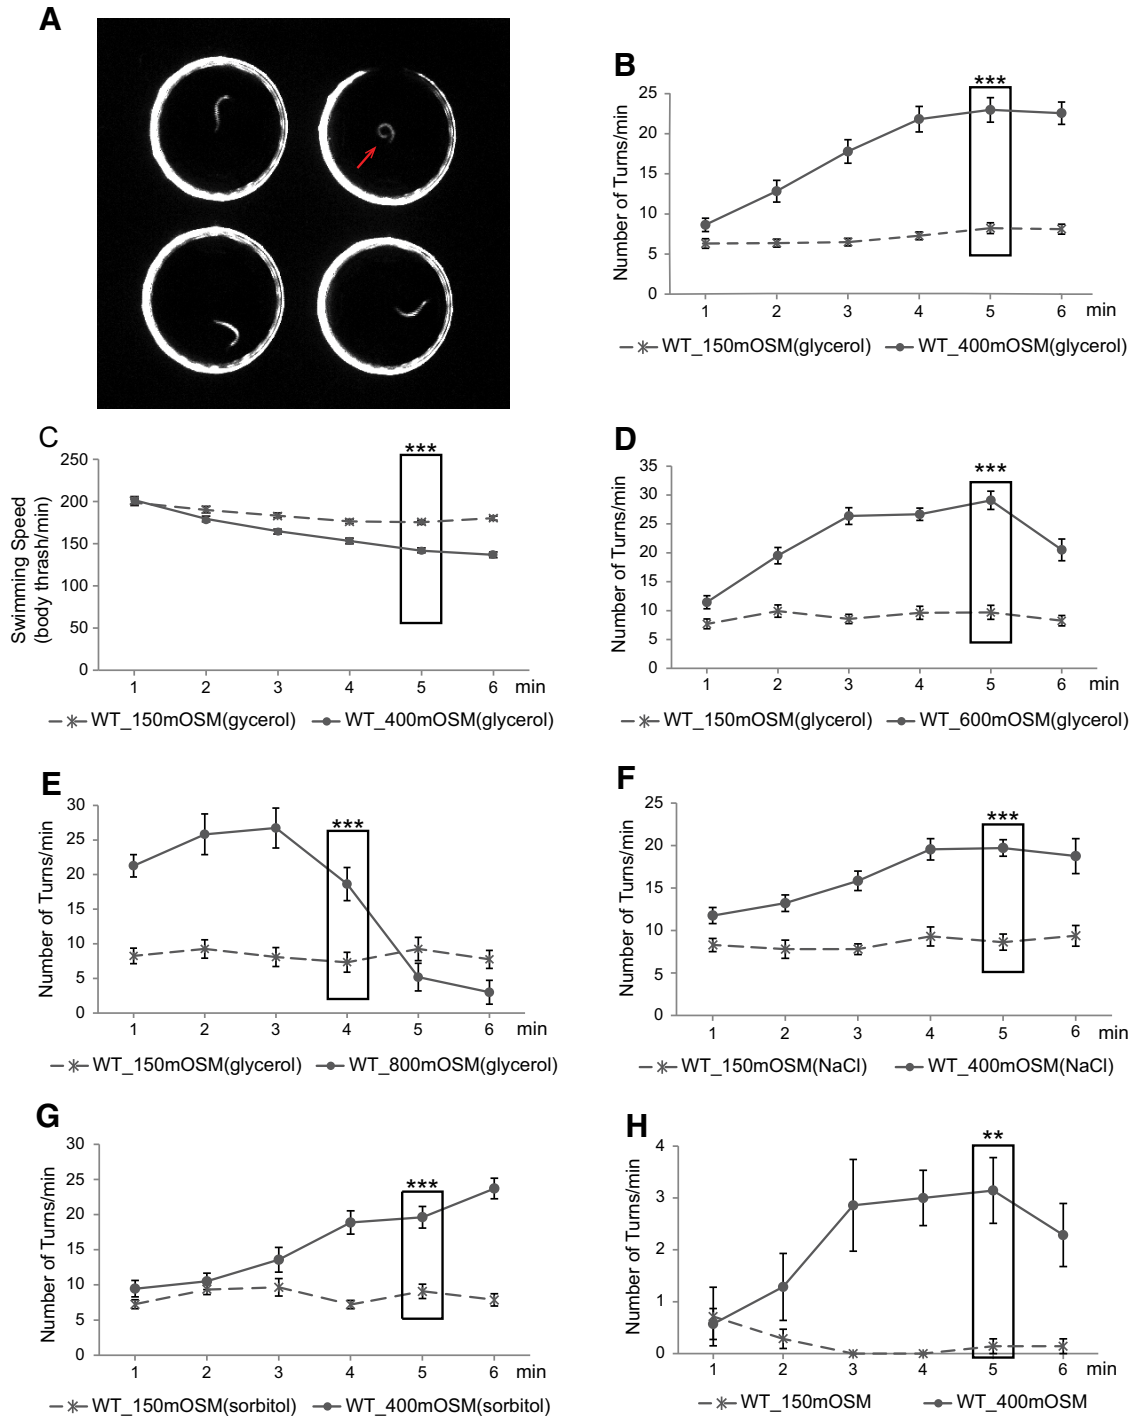 A
B
***
25
20
15
10
5
0
Number of Turns/min
1 2 3 4 5 6 min
WT_150mOSM(glycerol) WT_400mOSM(glycerol)
C
***
250
200
150
100
50
0
Swimming Speed
(body thrash/min)
1 2 3 4 5 6 min
WT_150mOSM(gycerol) WT_400mOSM(glycerol)
D
***
35
30
25
20
15
10
5
0
Number of Turns/min
1 2 3 4 5 6 min
WT_150mOSM(glycerol) WT_600mOSM(glycerol)
E
***
30
25
20
15
10
5
0
Number of Turns/min
1 2 3 4 5 6 min
WT_150mOSM(glycerol) WT_800mOSM(glycerol)
F
***
25
20
15
10
5
0
Number of Turns/min
1 2 3 4 5 6 min
WT_150mOSM(NaCl) WT_400mOSM(NaCl)
G
***
30
25
20
15
10
5
0
Number of Turns/min
1 2 3 4 5 6 min
WT_150mOSM(sorbitol) WT_400mOSM(sorbitol)
H
**
4
3
2
1
0
Number of Turns/min
1 2 3 4 5 6 min
WT_150mOSM WT_400mOSM